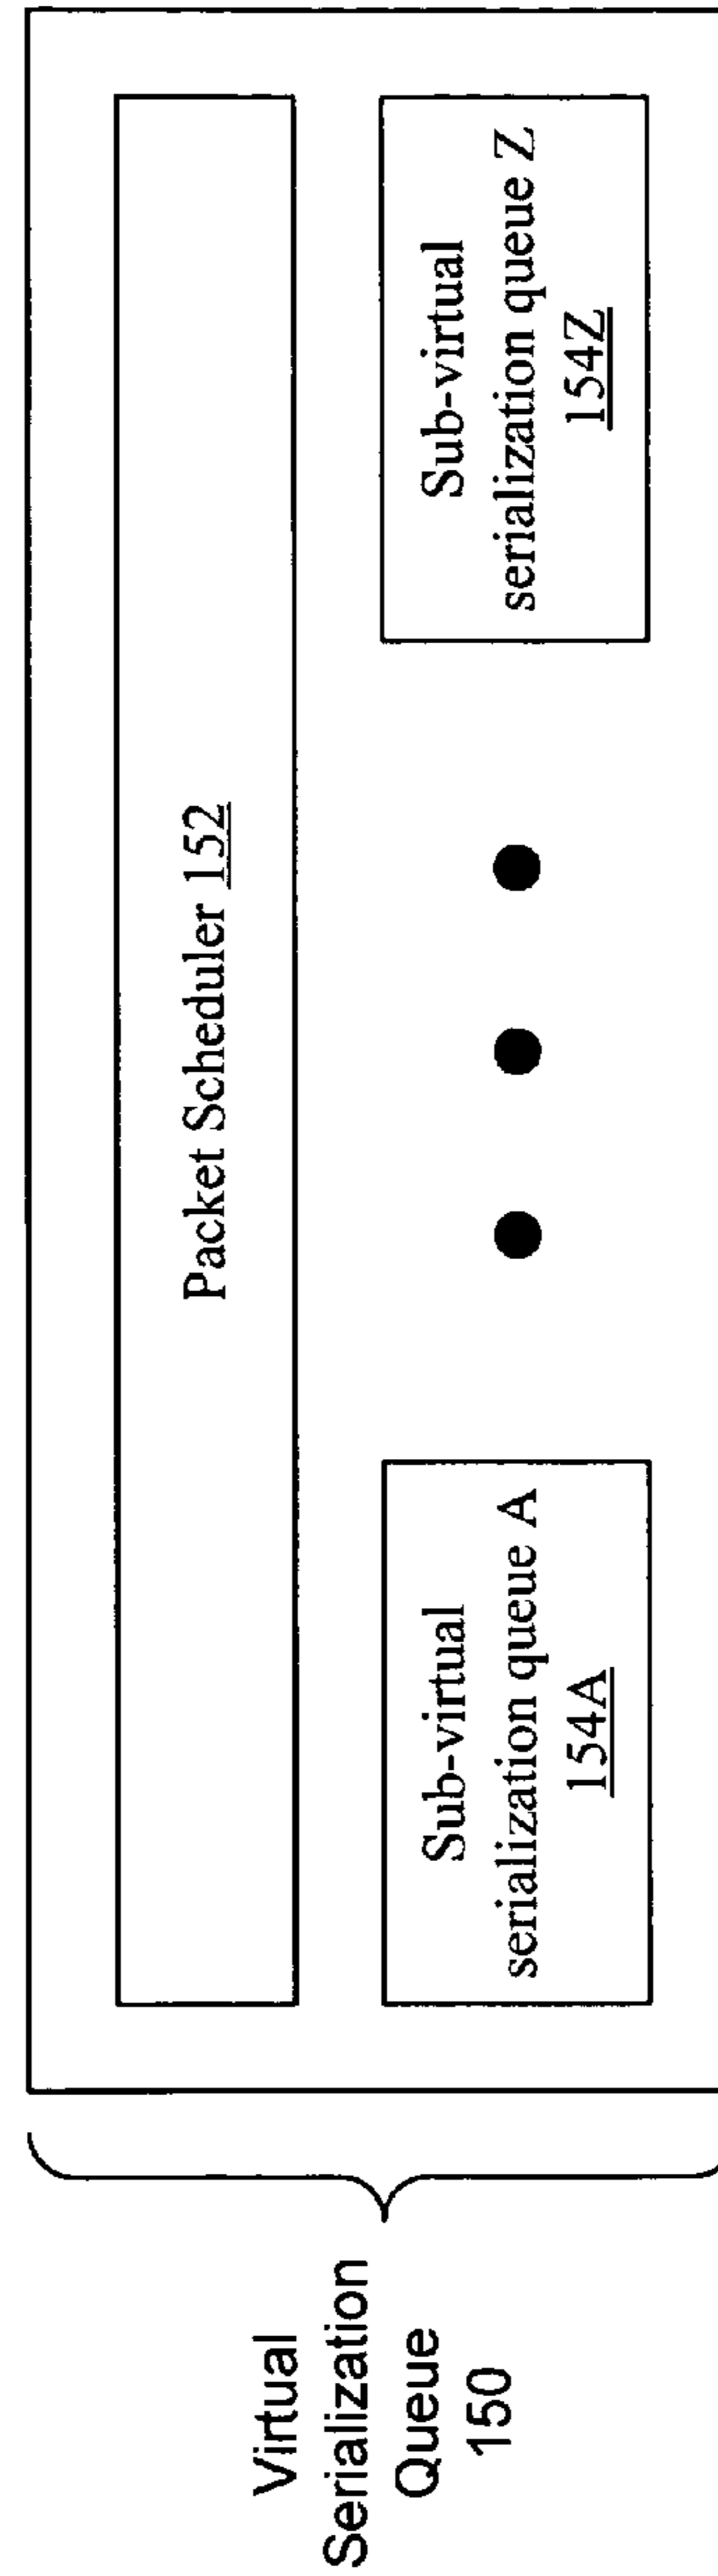 Virtual
Serialization
Queue
150
Packet Scheduler 152
Sub-virtual
serialization queue A
154A
Sub-virtual
serialization queue Z
154Z